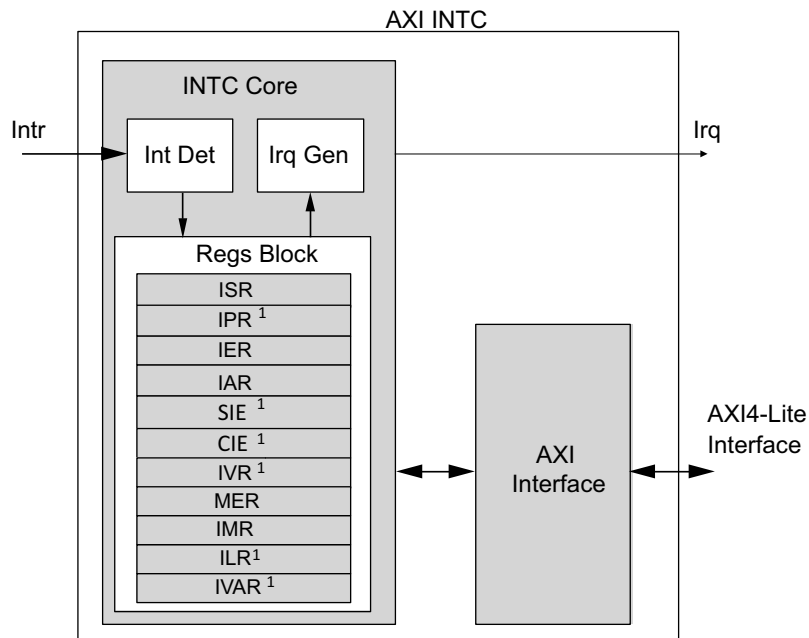 AXI INTC
INTC Core
Intr
Int Det
Irq Gen
Irq
Regs Block
ISR
IPR 1
IER
IAR
SIE 1
CIE 1
IVR 1
MER
IMR
ILR1
IVAR 1
AXI
Interface
AXI4-Lite
Interface